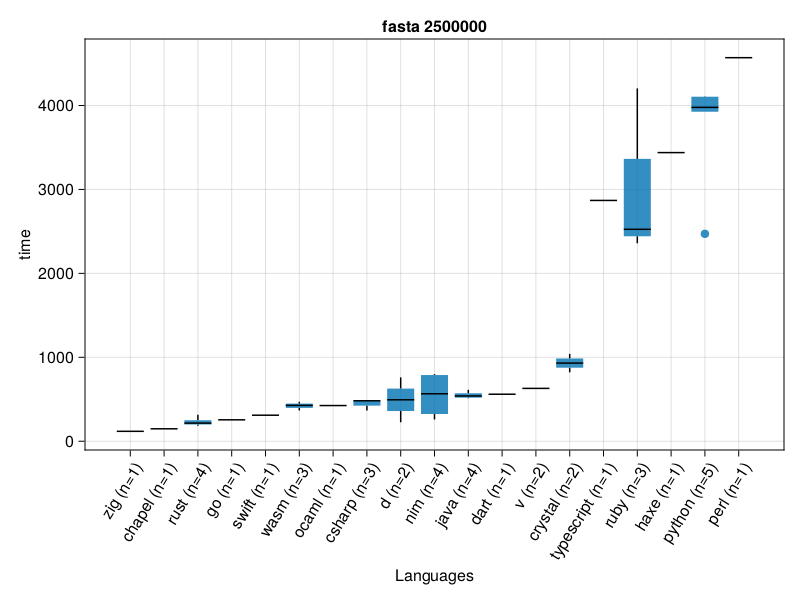 fasta 2500000
time
4000
3000
2000
1000
0
zig (n=1)
chapel (n=1)
rust (n=4)
go (n=1)
swift (n=1)
wasm (n=3)
ocaml (n=1)
csharp (n=3)
d (n=2)
nim (n=4)
java (n=4)
dart (n=1)
v (n=2)
crystal (n=2)
typescript (n=1)
ruby (n=3)
haxe (n=1)
python (n=5)
perl (n=1)
Languages